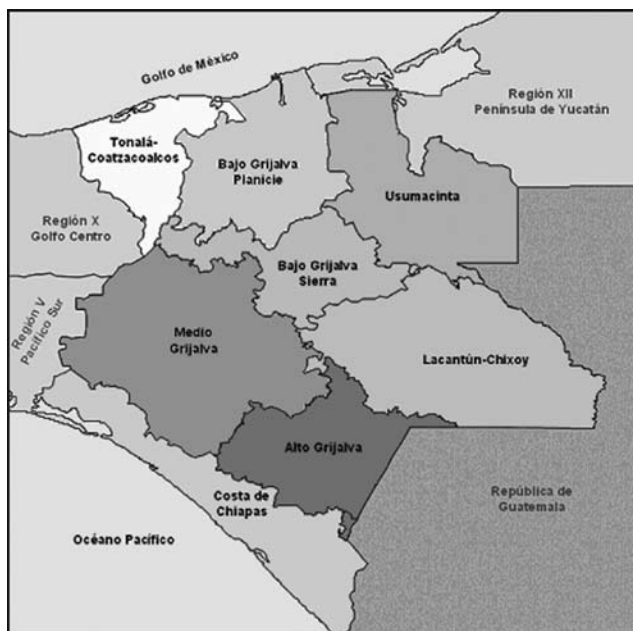 Golfo de México
Región XII
Península de Yucatán
Tonalá-
Coatzacoalcos
Bajo Grijalva
Planicie
Usumacinta
Región X
Golfo Centro
Bajo Grijalva
Sierra
Región V
Pacífico Sur
Medio
Grijalva
Lacantún-Chixoy
Alto Grijalva
Costa de
Chiapas
República de
Guatemala
Océano Pacífico